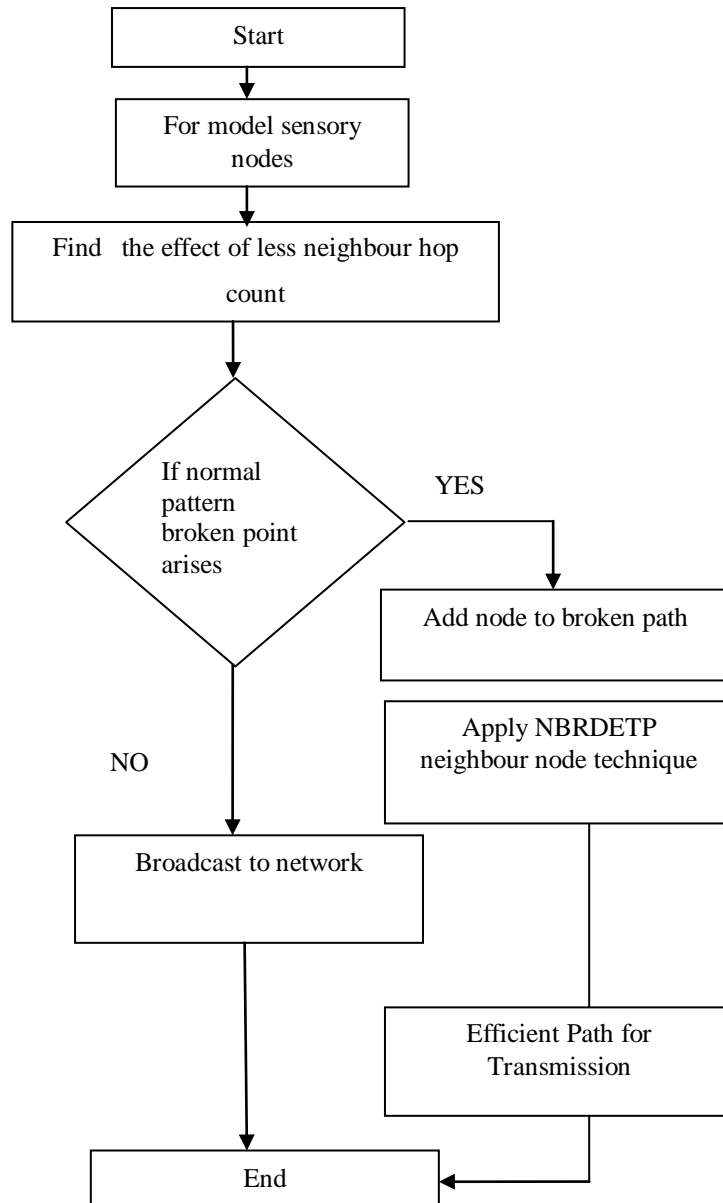 Start
For model sensory
nodes
Find the effect of less neighbour hop
count
If normal
pattern
broken point
arises
YES
Add node to broken path
Apply NBRDETP
neighbour node technique
NO
Broadcast to network
Efficient Path for
Transmission
End